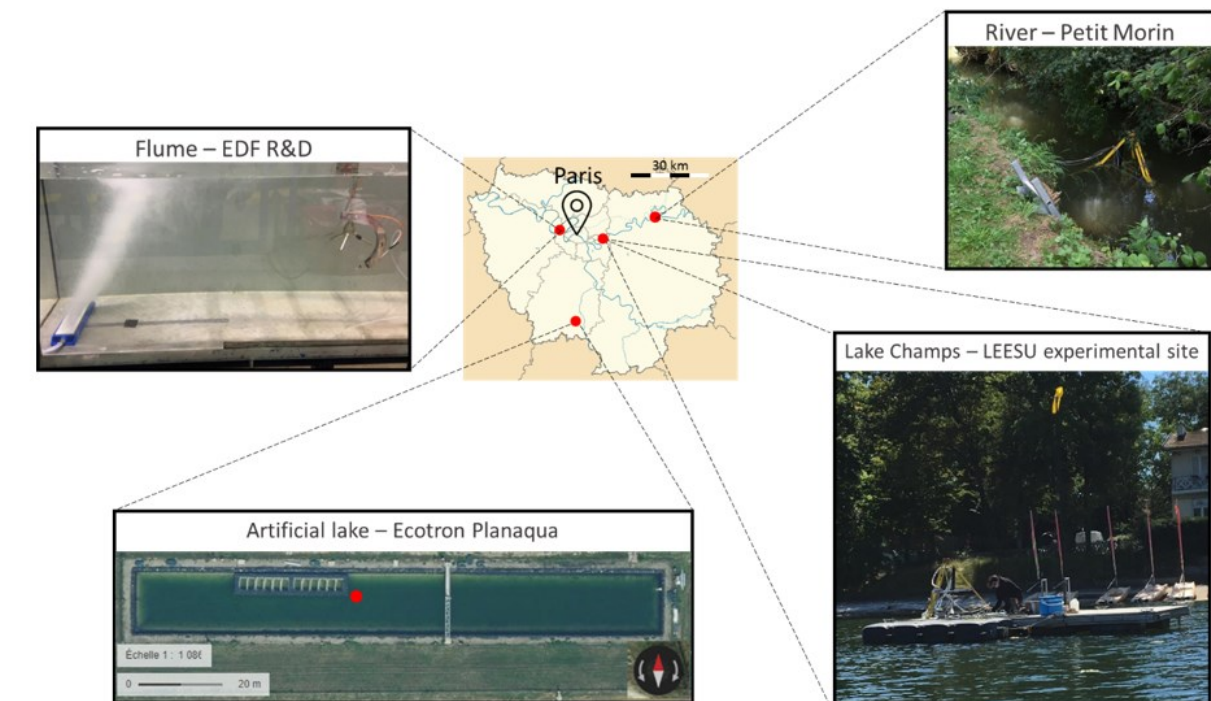 River – Petit Morin
Flume – EDF R&D
30 km
Paris
Lake Champs – LEESU experimental site
Artificial lake – Ecotron Planaqua
Échelle 1 : 1 086
0 20 m